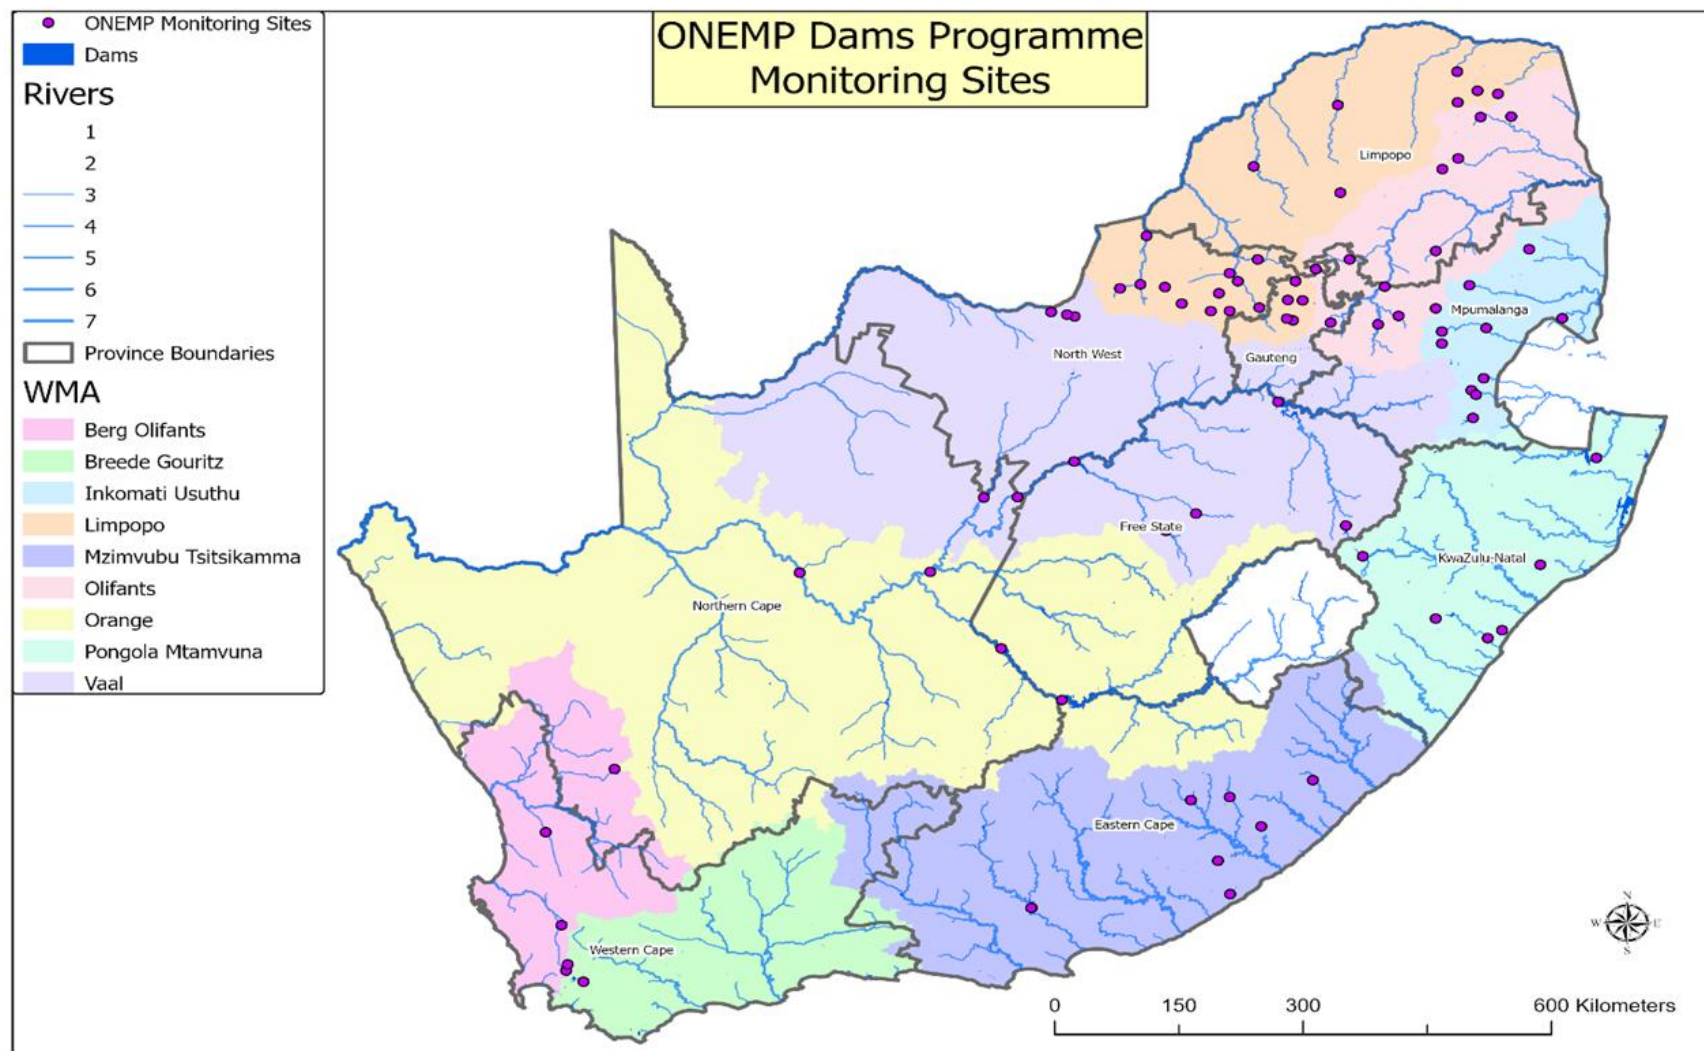 ONEMP Dams Programme
Monitoring Sites
ONEMP Monitoring Sites
Dams
Rivers
1
2
3
4
5
6
7
Province Boundaries
WMA
Berg Olifants
Breede Gouritz
Inkomati Usuthu
Limpopo
Mzimvubu Tsitsikamma
Olifants
Orange
Pongola Mtamvuna
Vaal
Limpopo
Mpumalanga
North West
Gauteng
Free State
KwaZulu-Natal
Northern Cape
Eastern Cape
Western Cape
N
W E
S
0 150 300 600 Kilometers